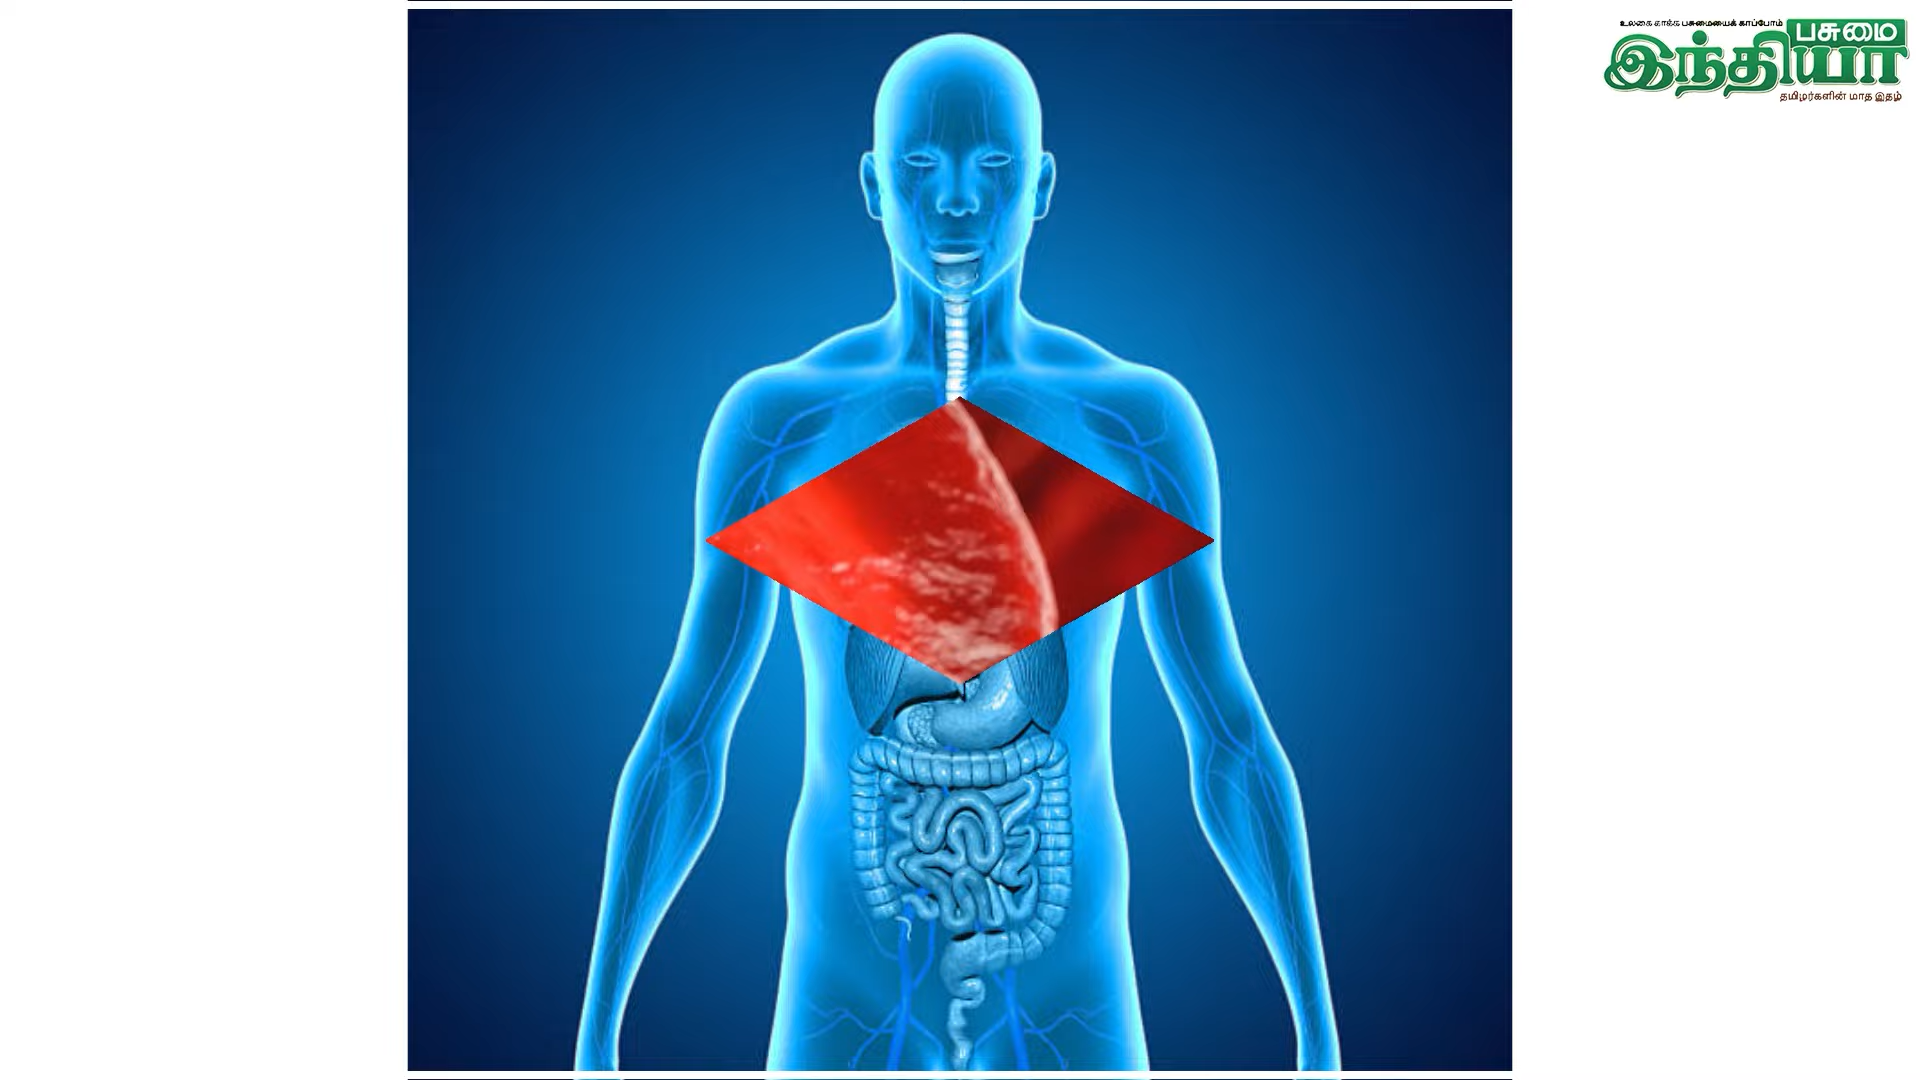 உலகை காக்க பசுமையைக் காப்போம்
பசுமை
இந்தியா
தமிழர்களின் மாத இதழ்